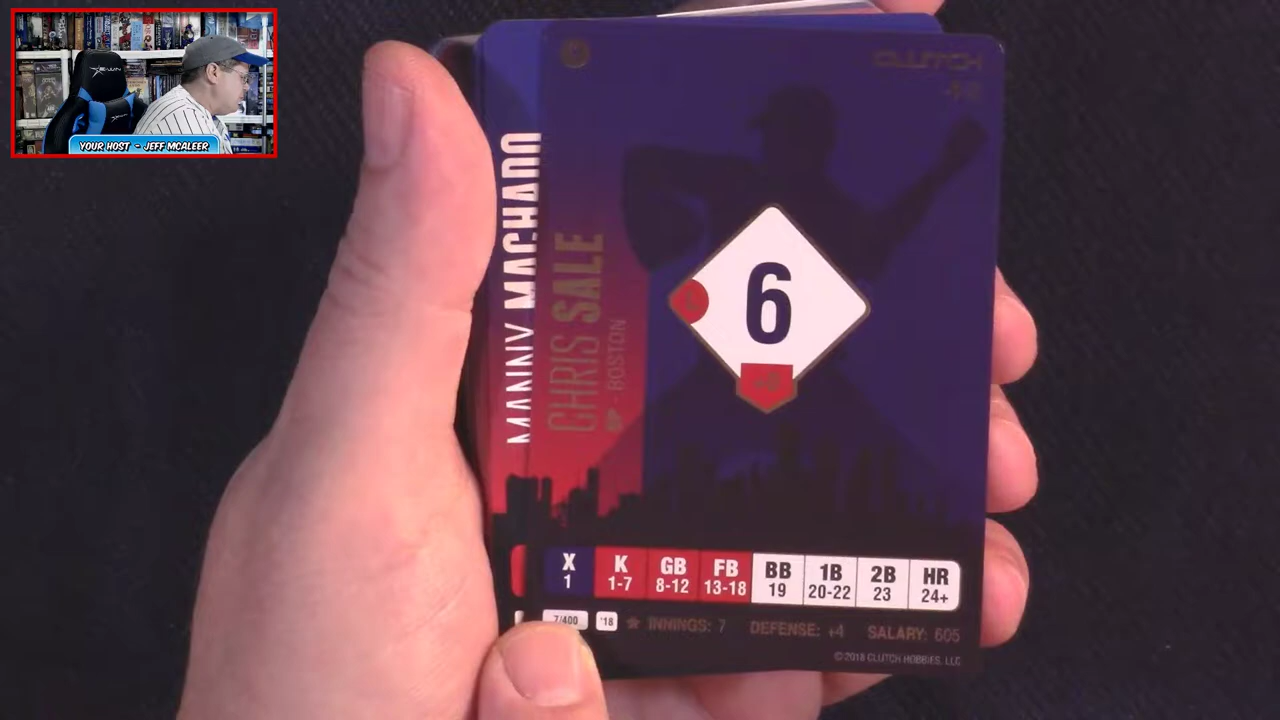 YOUR HOST - JEFF MCALEER
MANNY MACHADO
CHRIS SALE
- BOSTON
CLUTCH
6
X K GB FB BB 1B 2B HR
1 1-7 8-12 13-18 19 20-22 23 24+
7/400 '18 INNINGS: 7 DEFENSE: +4 SALARY: 605
© 2018 CLUTCH HOBBIES, LLC